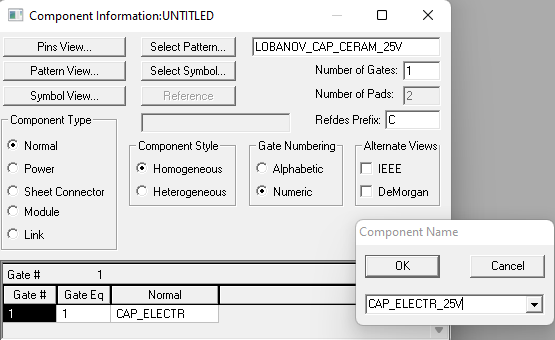 Component Information:UNTITLED
Pins View... Select Pattern... LOBANOV_CAP_CERAM_25V
Pattern View... Select Symbol... Number of Gates: 1
Symbol View... Reference Number of Pads: 2
Refdes Prefix: C
Component Type Component Style Gate Numbering Alternate Views
Normal Homogeneous Alphabetic IEEE
Power Heterogeneous Numeric DeMorgan
Sheet Connector
Module
Link
Component Name
OK Cancel
CAP_ELECTR_25V
Gate # 1
Gate # Gate Eq Normal
1 1 CAP_ELECTR